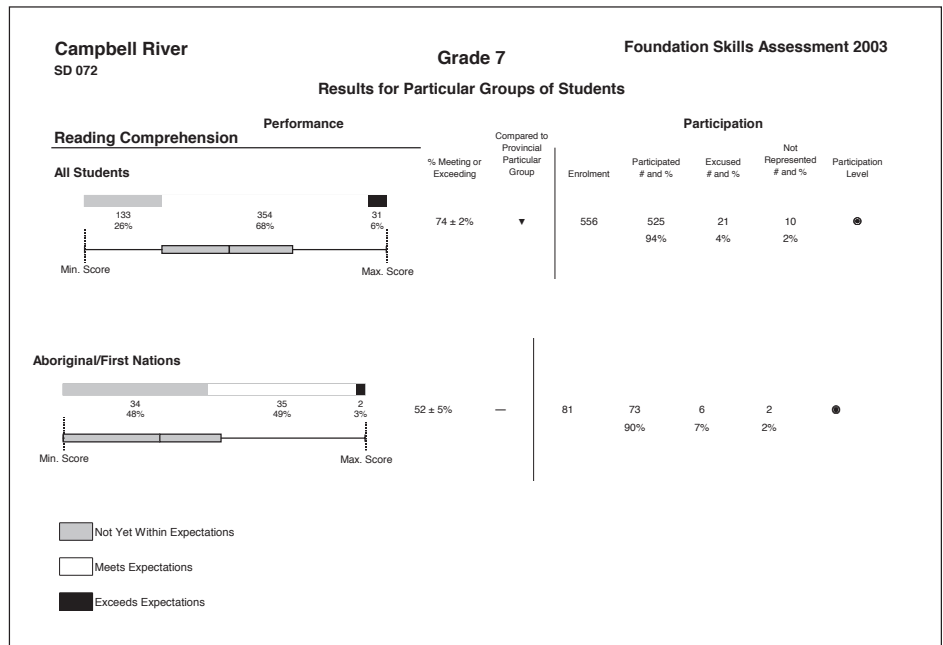 Campbell River
SD 072
Grade 7
Foundation Skills Assessment 2003
Results for Particular Groups of Students
Performance
Participation
Reading Comprehension
% Meeting or
Exceeding
Compared to
Provincial
Particular
Group
Enrolment
Participated
# and %
Excused
# and %
Not
Represented
# and %
Participation
Level
All Students
133 354 31
26% 68% 6%
74 ± 2% ▼ 556 525 21 10
94% 4% 2%
Min. Score Max. Score
Aboriginal/First Nations
34 35 2
48% 49% 3%
52 ± 5% — 81 73 6 2
90% 7% 2%
Min. Score Max. Score
Not Yet Within Expectations
Meets Expectations
Exceeds Expectations